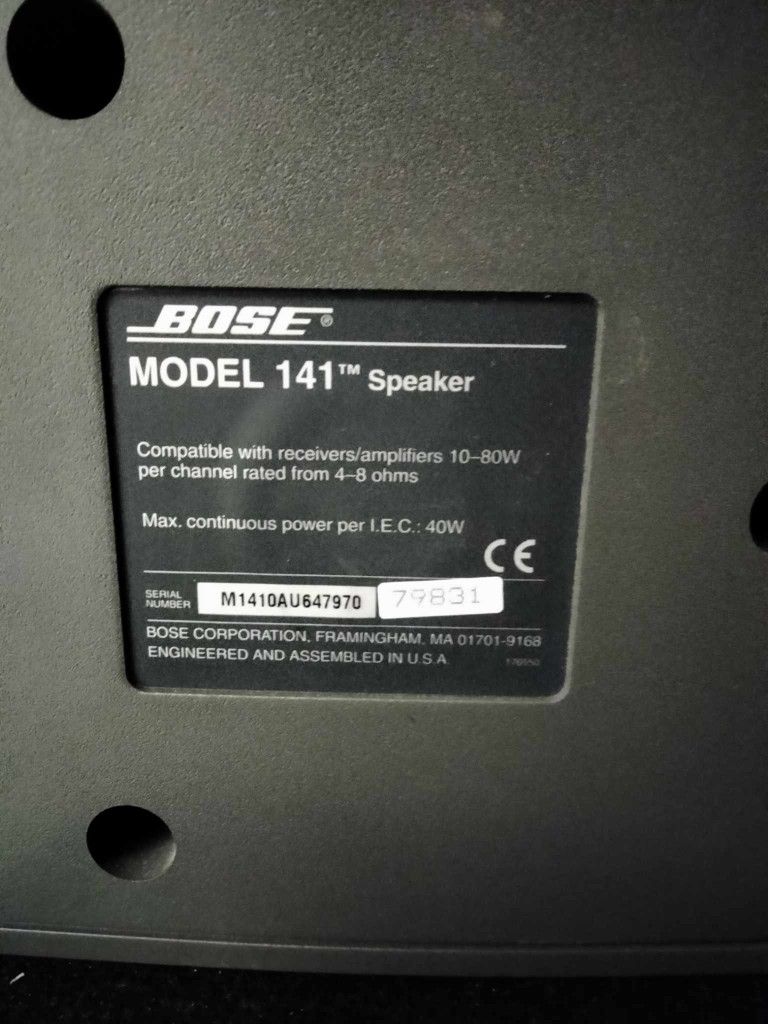 BOSE®
MODEL 141™ Speaker
Compatible with receivers/amplifiers 10–80W
per channel rated from 4–8 ohms
Max. continuous power per I.E.C.: 40W
CE
SERIAL
NUMBER M1410AU647970 79831
BOSE CORPORATION, FRAMINGHAM, MA 01701-9168
ENGINEERED AND ASSEMBLED IN U.S.A.